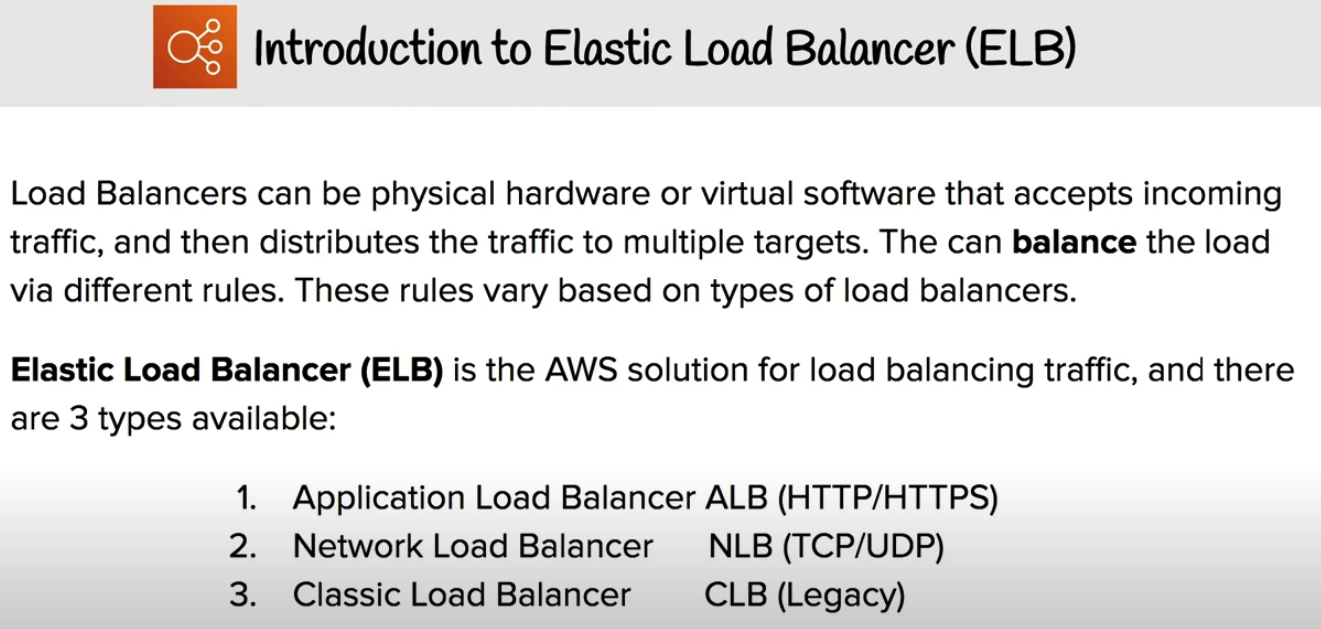 Introduction to Elastic Load Balancer (ELB)
Load Balancers can be physical hardware or virtual software that accepts incoming
traffic, and then distributes the traffic to multiple targets. The can balance the load
via different rules. These rules vary based on types of load balancers.
Elastic Load Balancer (ELB) is the AWS solution for load balancing traffic, and there
are 3 types available:
1. Application Load Balancer ALB (HTTP/HTTPS)
2. Network Load Balancer NLB (TCP/UDP)
3. Classic Load Balancer CLB (Legacy)